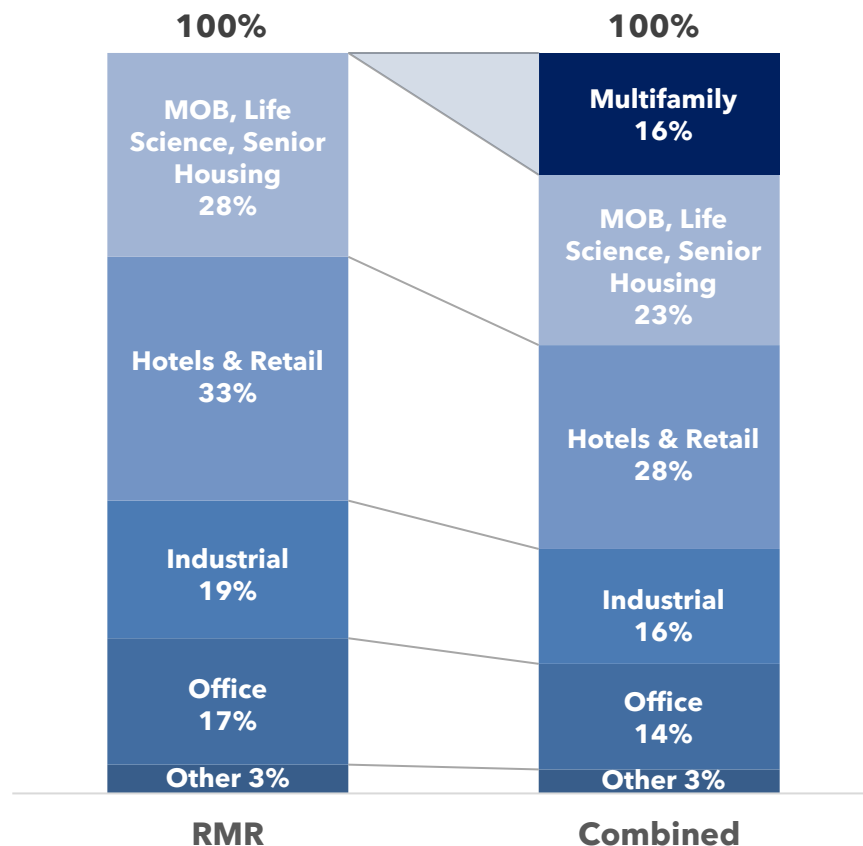 100%
MOB, Life
Science, Senior
Housing
28%
Hotels & Retail
33%
Industrial
19%
Office
17%
Other 3%
RMR
100%
Multifamily
16%
MOB, Life
Science, Senior
Housing
23%
Hotels & Retail
28%
Industrial
16%
Office
14%
Other 3%
Combined